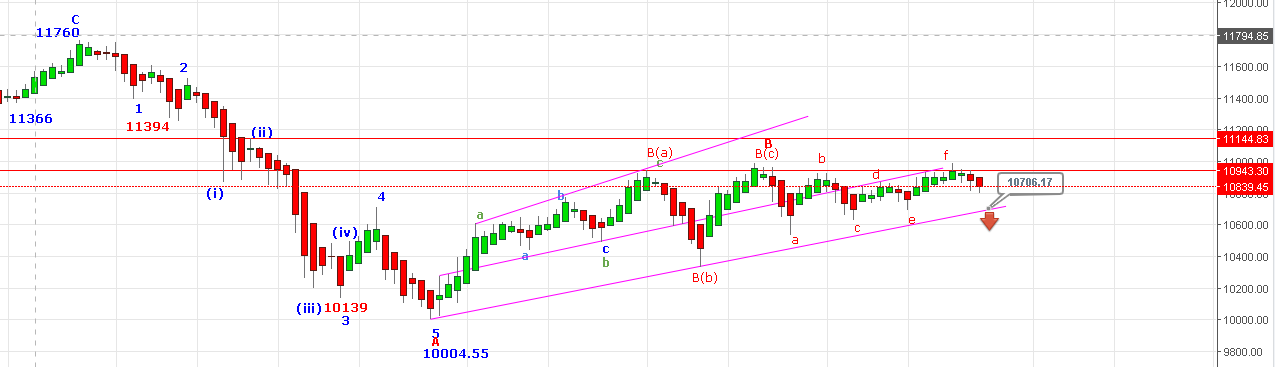 C
11760
11366
2
1
11394
(ii)
(i)
4
(iv)
(iii)
10139
3
5
A
10004.55
a
b
a
c
b
B(a)
c
B(b)
B
B(c)
b
a
d
c
e
f
10706.17
12000.00
11794.85
11600.00
11400.00
11200.00
11144.83
11000.00
10943.30
10839.45
10600.00
10400.00
10200.00
10000.00
9800.00